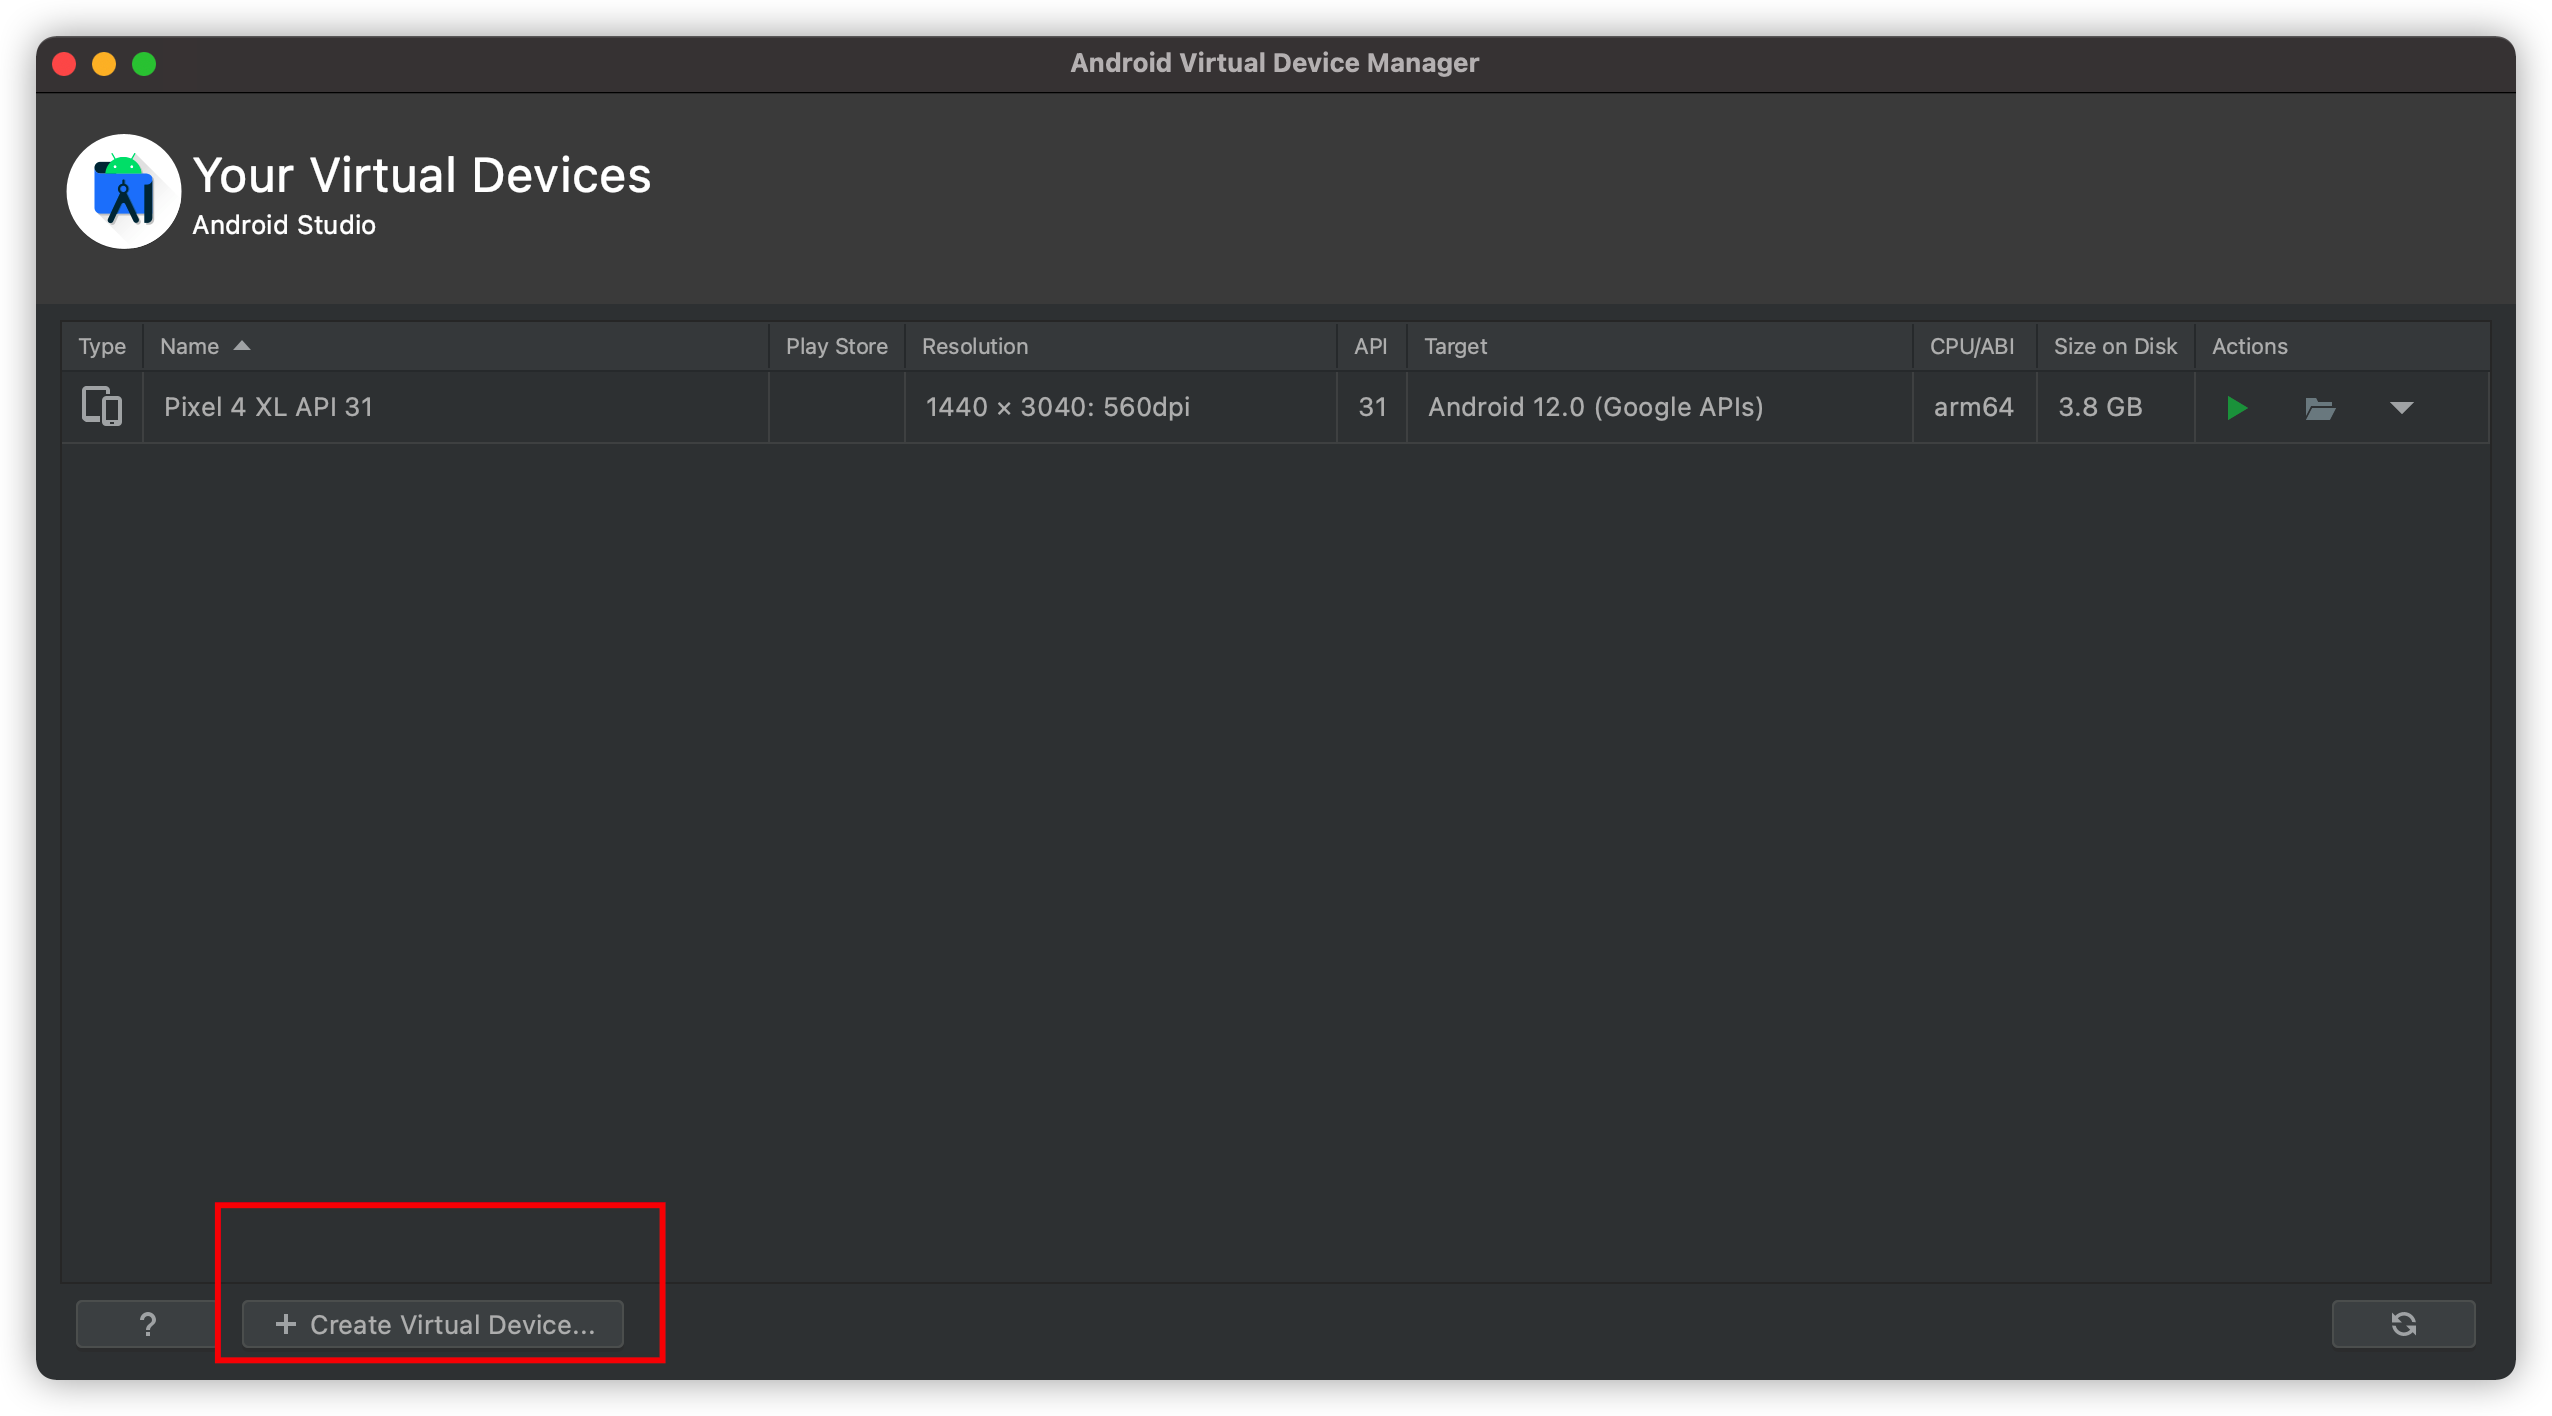 Android Virtual Device Manager
Your Virtual Devices
Android Studio
Type Name Play Store Resolution API Target CPU/ABI Size on Disk Actions
Pixel 4 XL API 31 1440 × 3040: 560dpi 31 Android 12.0 (Google APIs) arm64 3.8 GB
? + Create Virtual Device...